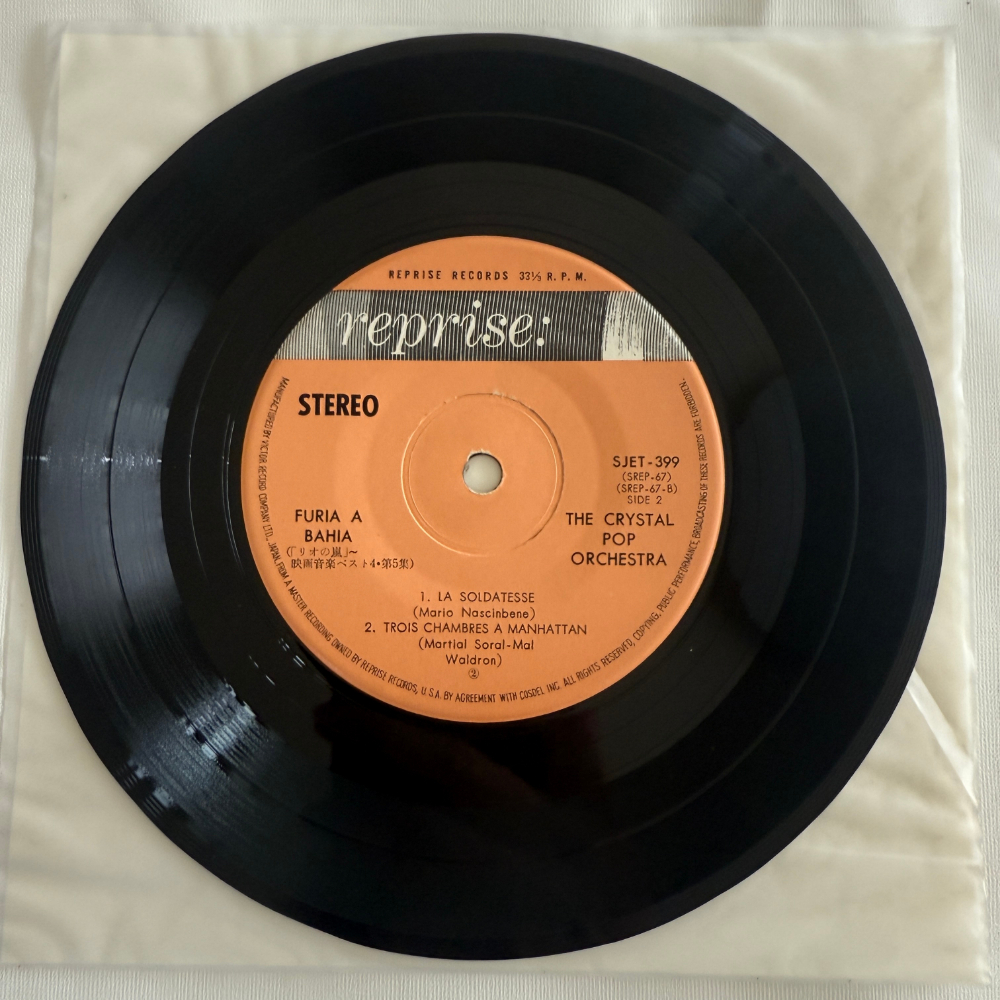 REPRISE RECORDS 33⅓ R. P. M.
reprise:
STEREO
SJET-399
(SREP-67)
(SREP-67-B)
SIDE 2
FURIA A
BAHIA
(「リオの嵐」~
映画音楽ベスト4・第5集)
THE CRYSTAL
POP
ORCHESTRA
1. LA SOLDATESSE
(Mario Nascinbene)
2. TROIS CHAMBRES A MANHATTAN
(Martial Soral-Mal
Waldron)
②
MANUFACTURED BY VICTOR RECORD COMPANY LTD., JAPAN, FROM A MASTER RECORDING OWNED BY REPRISE RECORDS, U.S.A. BY AGREEMENT WITH COSDEL INC. ALL RIGHTS RESERVED, COPYING, PUBLIC PERFORMANCE, BROADCASTING OF THESE RECORDS ARE FORBIDDEN.